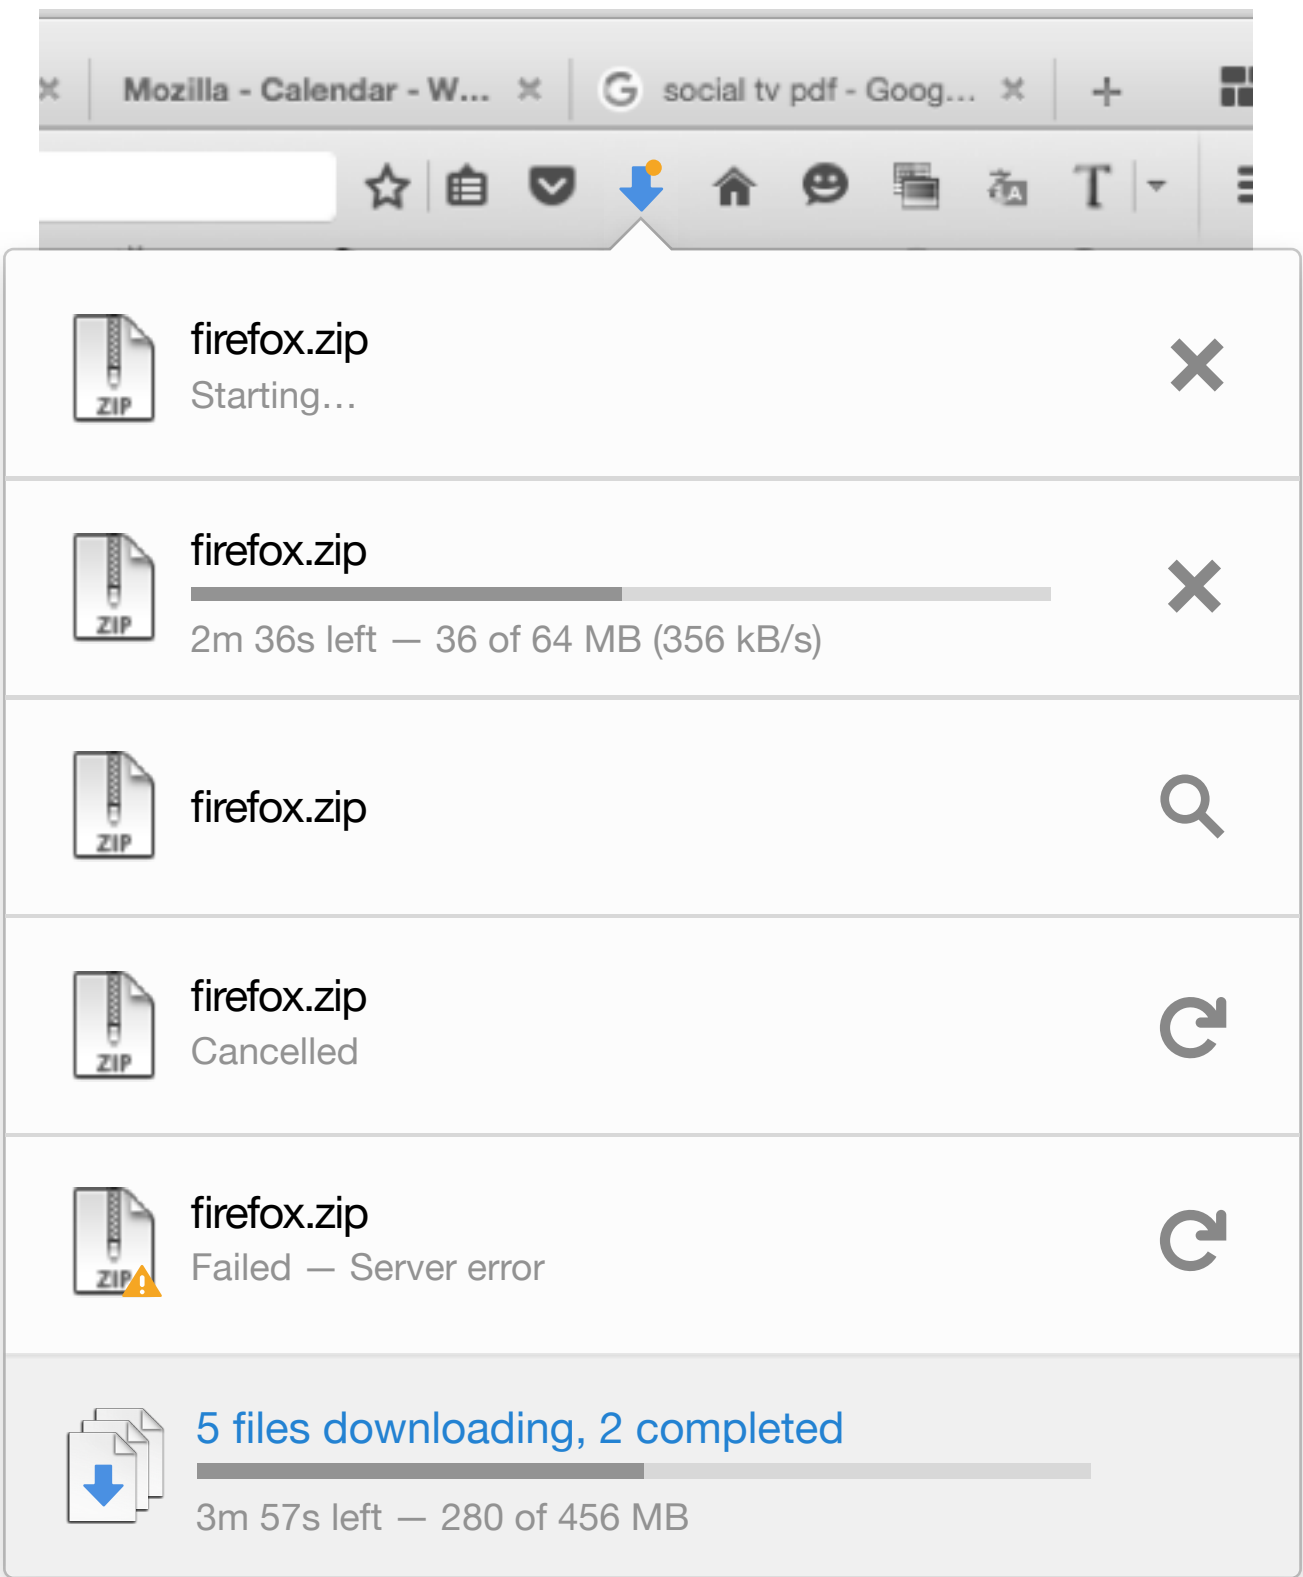 Mozilla - Calendar - W...
social tv pdf - Goog...
firefox.zip
Starting...
ZIP
firefox.zip
2m 36s left — 36 of 64 MB (356 kB/s)
ZIP
firefox.zip
ZIP
firefox.zip
Cancelled
ZIP
firefox.zip
Failed — Server error
ZIP
5 files downloading, 2 completed
3m 57s left — 280 of 456 MB